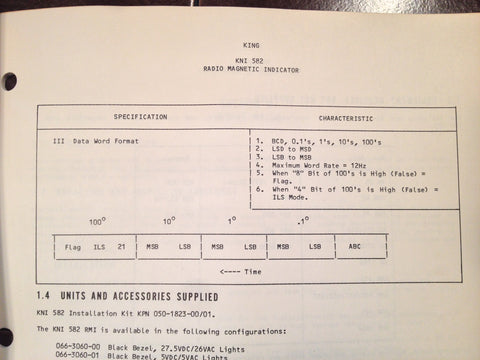 KING
KNI 582
RADIO MAGNETIC INDICATOR
SPECIFICATION
CHARACTERISTIC
III Data Word Format
1. BCD, 0.1's, 1's, 10's, 100's
2. LSD to MSD
3. LSB to MSB
4. Maximum Word Rate = 12Hz
5. When "8" Bit of 100's is High (False) =
Flag.
6. When "4" Bit of 100's is High (False) =
ILS Mode.
100° 10° 1° .1°
Flag ILS 21 MSB LSB MSB LSB MSB LSB ABC
<---- Time
1.4 UNITS AND ACCESSORIES SUPPLIED
KNI 582 Installation Kit KPN 050-1823-00/01.
The KNI 582 RMI is available in the following configurations:
066-3060-00 Black Bezel, 27.5VDC/26VAC Lights
066-3060-01 Black Bezel, 5VDC/5VAC Lights